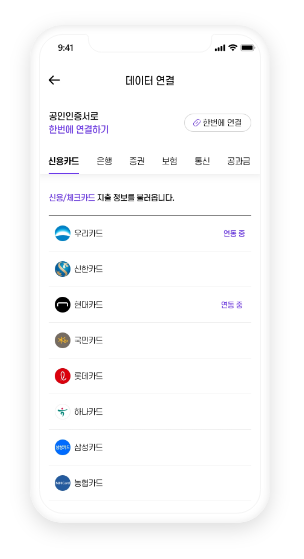 9:41
데이터 연결
공인인증서로
한번에 연결하기
한번에 연결
신용카드 은행 증권 보험 통신 공과금
신용/체크카드 지출 정보를 불러옵니다.
우리카드 연동 중
신한카드
현대카드 연동 중
국민카드
롯데카드
하나카드
삼성카드
농협카드